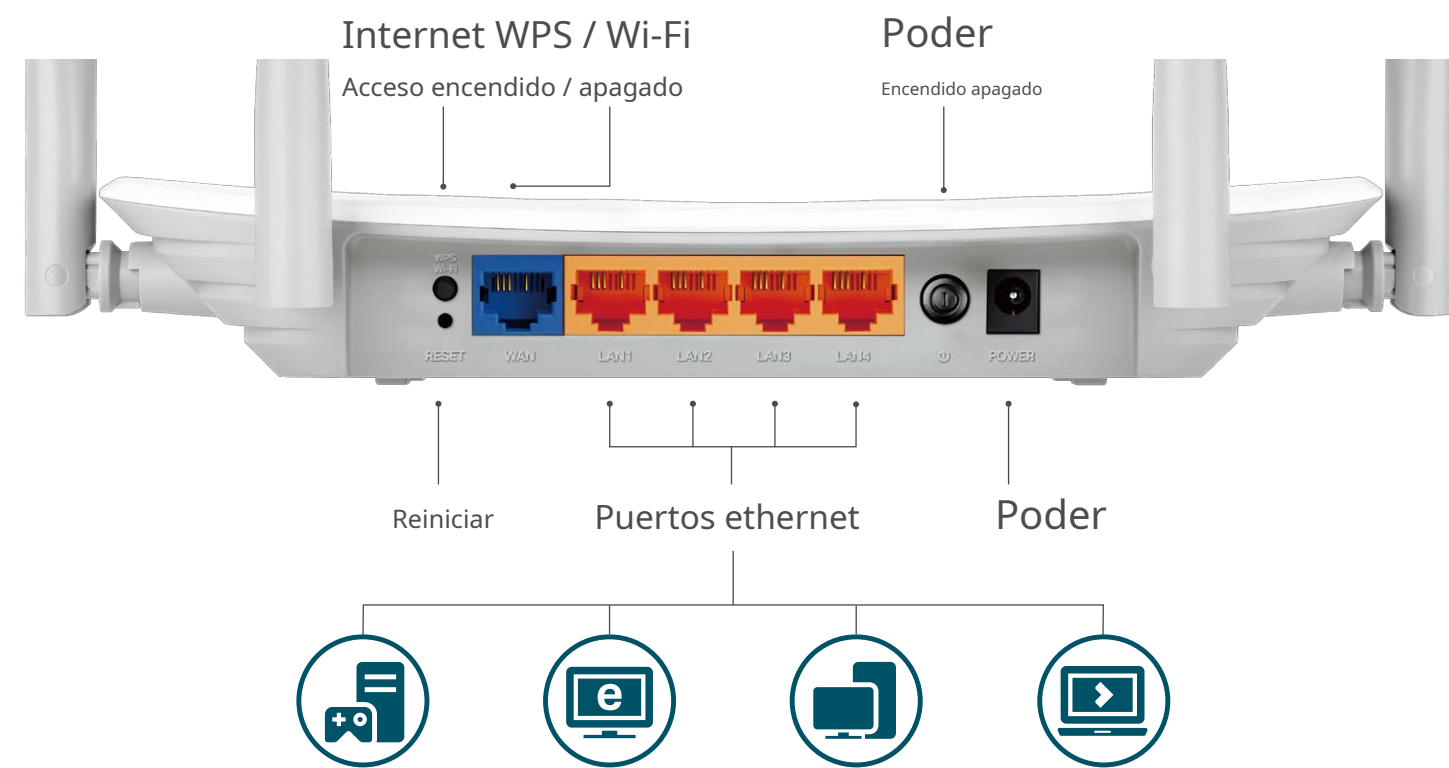 Internet WPS / Wi-Fi
Acceso encendido / apagado
Poder
Encendido apagado
WPS
Wi-Fi
RESET
WAN
LAN1
LAN2
LAN3
LAN4
POWER
Reiniciar
Puertos ethernet
Poder
e